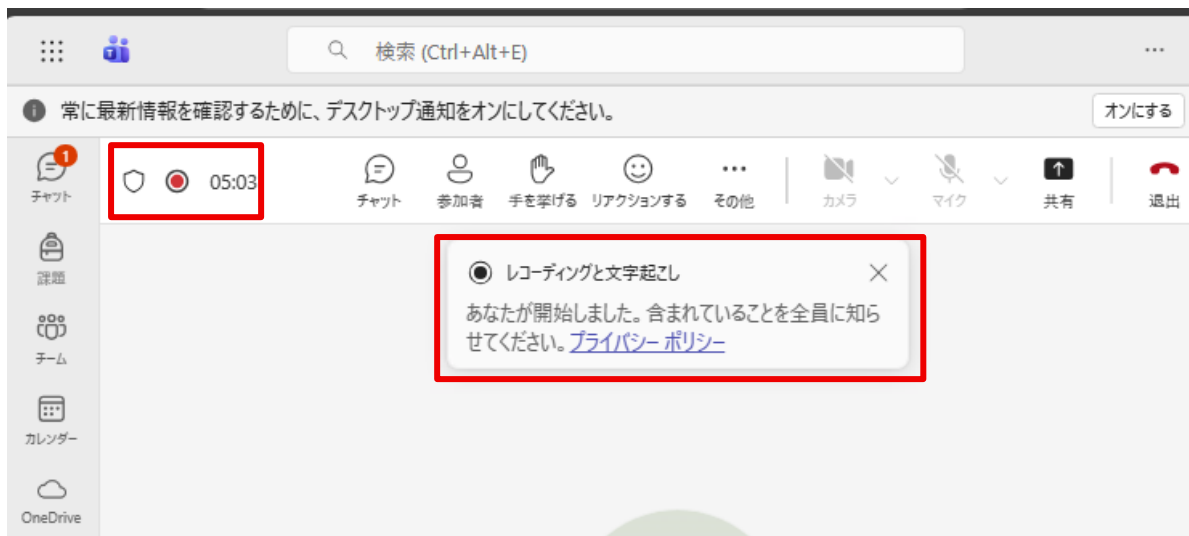 検索 (Ctrl+Alt+E)
常に最新情報を確認するために、デスクトップ通知をオンにしてください。
オンにする
1
チャット
05:03
チャット
参加者
手を挙げる
リアクションする
その他
カメラ
マイク
共有
退出
課題
チーム
カレンダー
OneDrive
レコーディングと文字起こし
あなたが開始しました。含まれていることを全員に知ら
せてください。プライバシー ポリシー